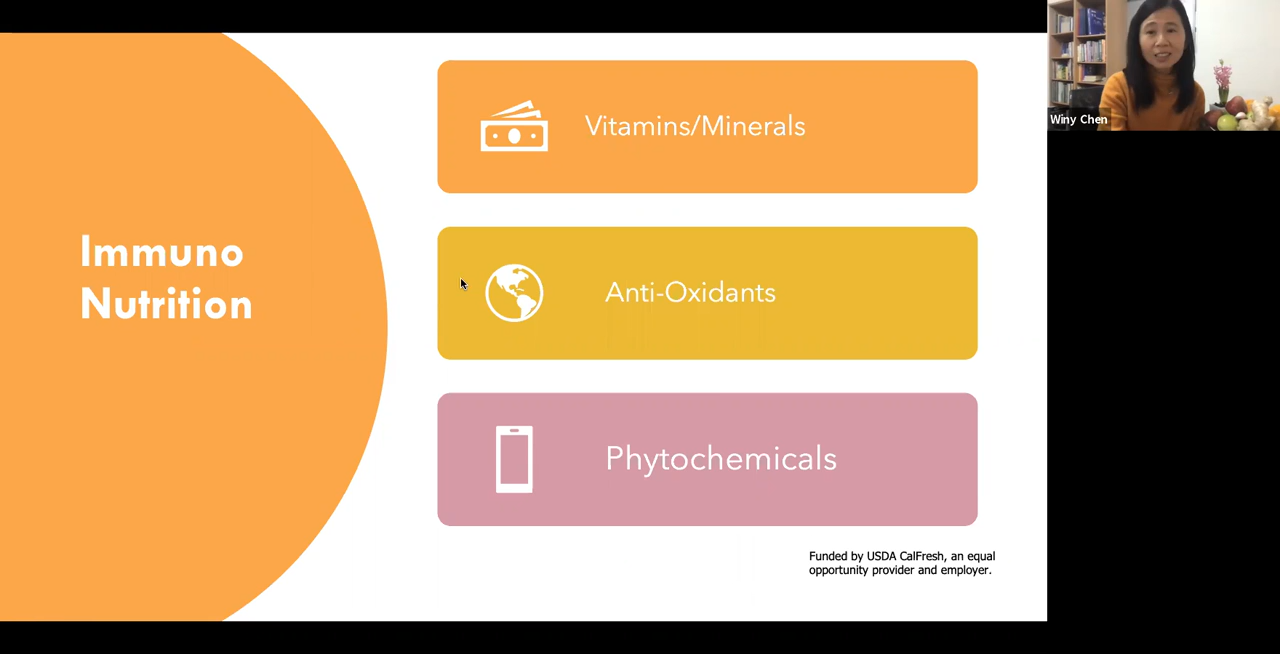 Immuno
Nutrition
Vitamins/Minerals
Anti-Oxidants
Phytochemicals
Funded by USDA CalFresh, an equal
opportunity provider and employer.
Winy Chen